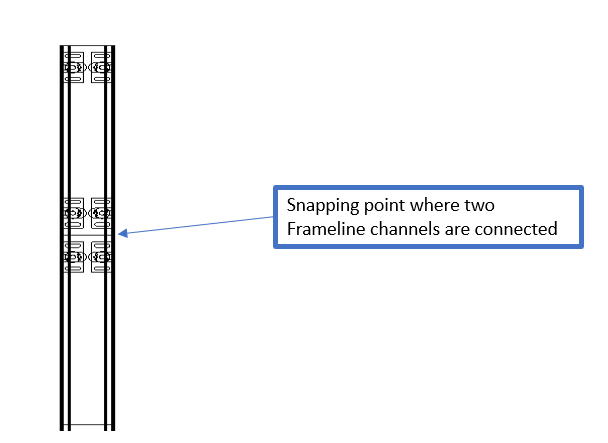 Snapping point where two
Frameline channels are connected